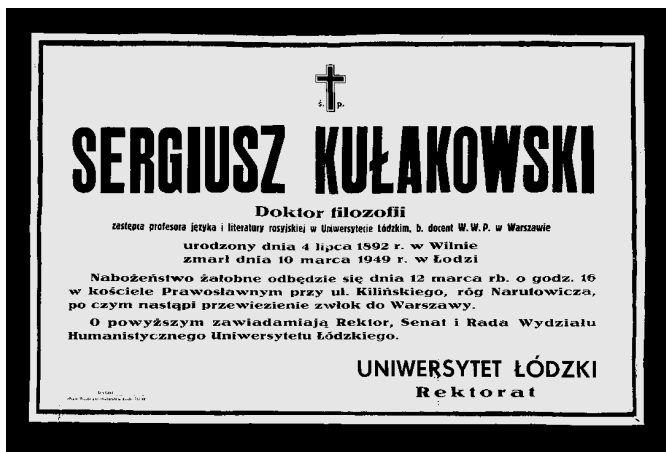 ś. p.
SERGIUSZ KUŁAKOWSKI
Doktor filozofii
zastępca profesora języka i literatury rosyjskiej w Uniwersytecie Łódzkim, b. docent W. W. P. w Warszawie
urodzony dnia 4 lipca 1892 r. w Wilnie
zmarł dnia 10 marca 1949 r. w Łodzi
Nabożeństwo żałobne odbędzie się dnia 12 marca rb. o godz. 16
w kościele Prawosławnym przy ul. Kilińskiego, róg Narutowicza,
po czym nastąpi przewiezienie zwłok do Warszawy.
O powyższym zawiadamiają Rektor, Senat i Rada Wydziału
Humanistycznego Uniwersytetu Łódzkiego.
UNIWERSYTET ŁÓDZKI
Rektorat